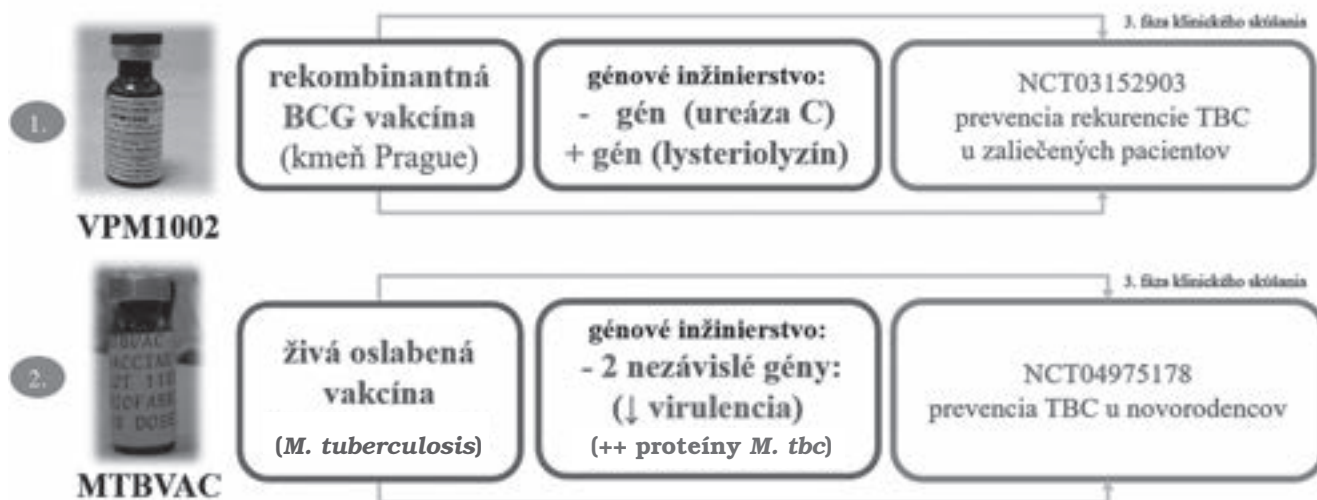 3. fáza klinického skúšania
1.
VPM1002
rekombinantná
BCG vakcína
(kmeň Prague)
génové inžinierstvo:
- gén (ureáza C)
+ gén (lysteriolyzín)
NCT03152903
prevencia rekurencie TBC
u zaliečených pacientov
3. fáza klinického skúšania
2.
DOSE
MTBVAC
živá oslabená
vakcína
(M. tuberculosis)
génové inžinierstvo:
- 2 nezávislé gény:
(↓ virulencia)
(++ proteíny M. tbc)
NCT04975178
prevencia TBC u novorodencov